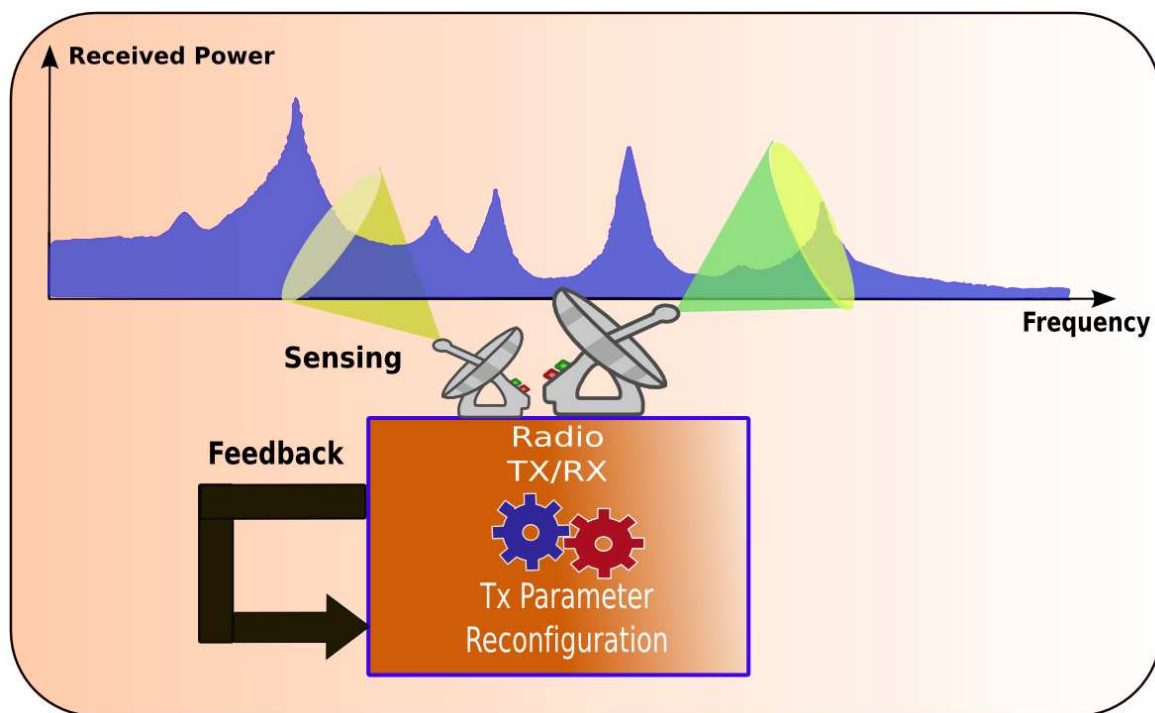 Received Power
Frequency
Sensing
Feedback
Radio
TX/RX
Tx Parameter
Reconfiguration